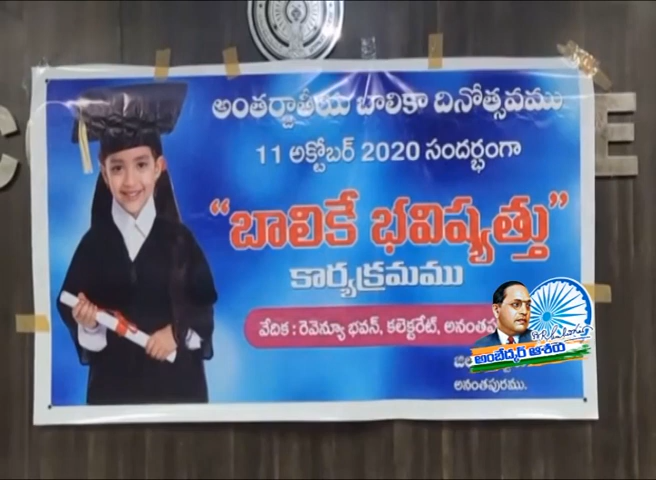 అంతర్జాతీయ బాలికా దినోత్సవము
11 అక్టోబర్ 2020 సందర్భంగా
"బాలికే భవిష్యత్తు"
కార్యక్రమము
వేదిక : రెవెన్యూ భవన్, కలెక్టరేట్,
అంబేద్కర్ ఆశయ
అనంతపురము.